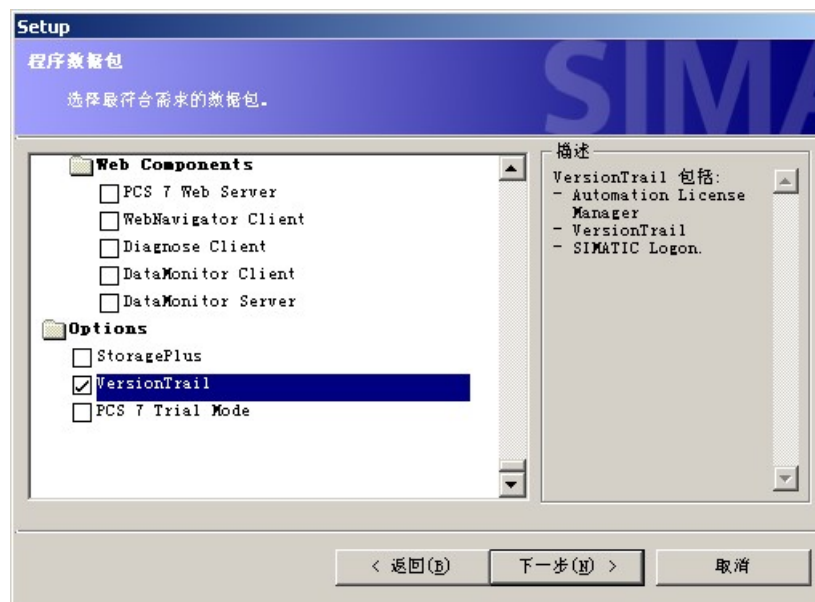 Setup
程序数据包
选择最符合需求的数据包。
SIMA
Web Components
PCS 7 Web Server
WebNavigator Client
Diagnose Client
DataMonitor Client
DataMonitor Server
Options
StoragePlus
VersionTrail
PCS 7 Trial Mode
描述
VersionTrail 包括:
- Automation License
Manager
- VersionTrail
- SIMATIC Logon.
< 返回(B)
下一步(N) >
取消